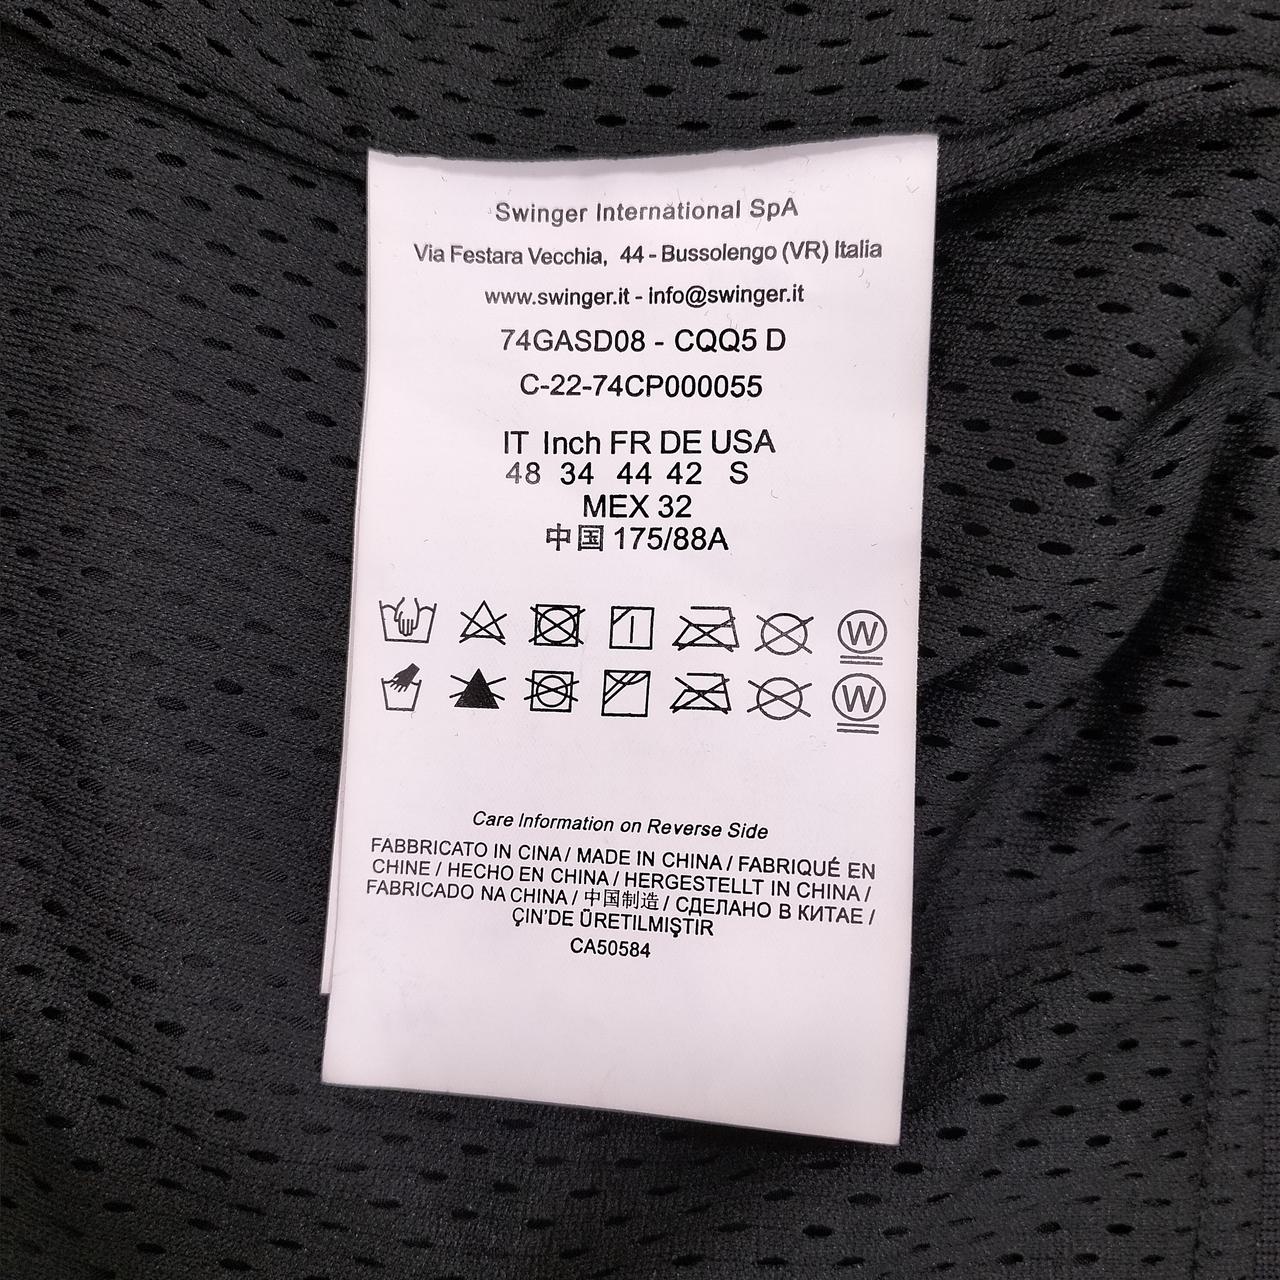 Swinger International SpA
Via Festara Vecchia, 44 - Bussolengo (VR) Italia
www.swinger.it - info@swinger.it
74GASD08 - CQQ5 D
C-22-74CP000055
IT Inch FR DE USA
48 34 44 42 S
MEX 32
中国 175/88A
W
W
Care Information on Reverse Side
FABBRICATO IN CINA / MADE IN CHINA / FABRIQUÉ EN
CHINE / HECHO EN CHINA / HERGESTELLT IN CHINA /
FABRICADO NA CHINA / 中国制造 / СДЕЛАНО В КИТАЕ /
ÇIN'DE ÜRETILMIŞTIR
CA50584